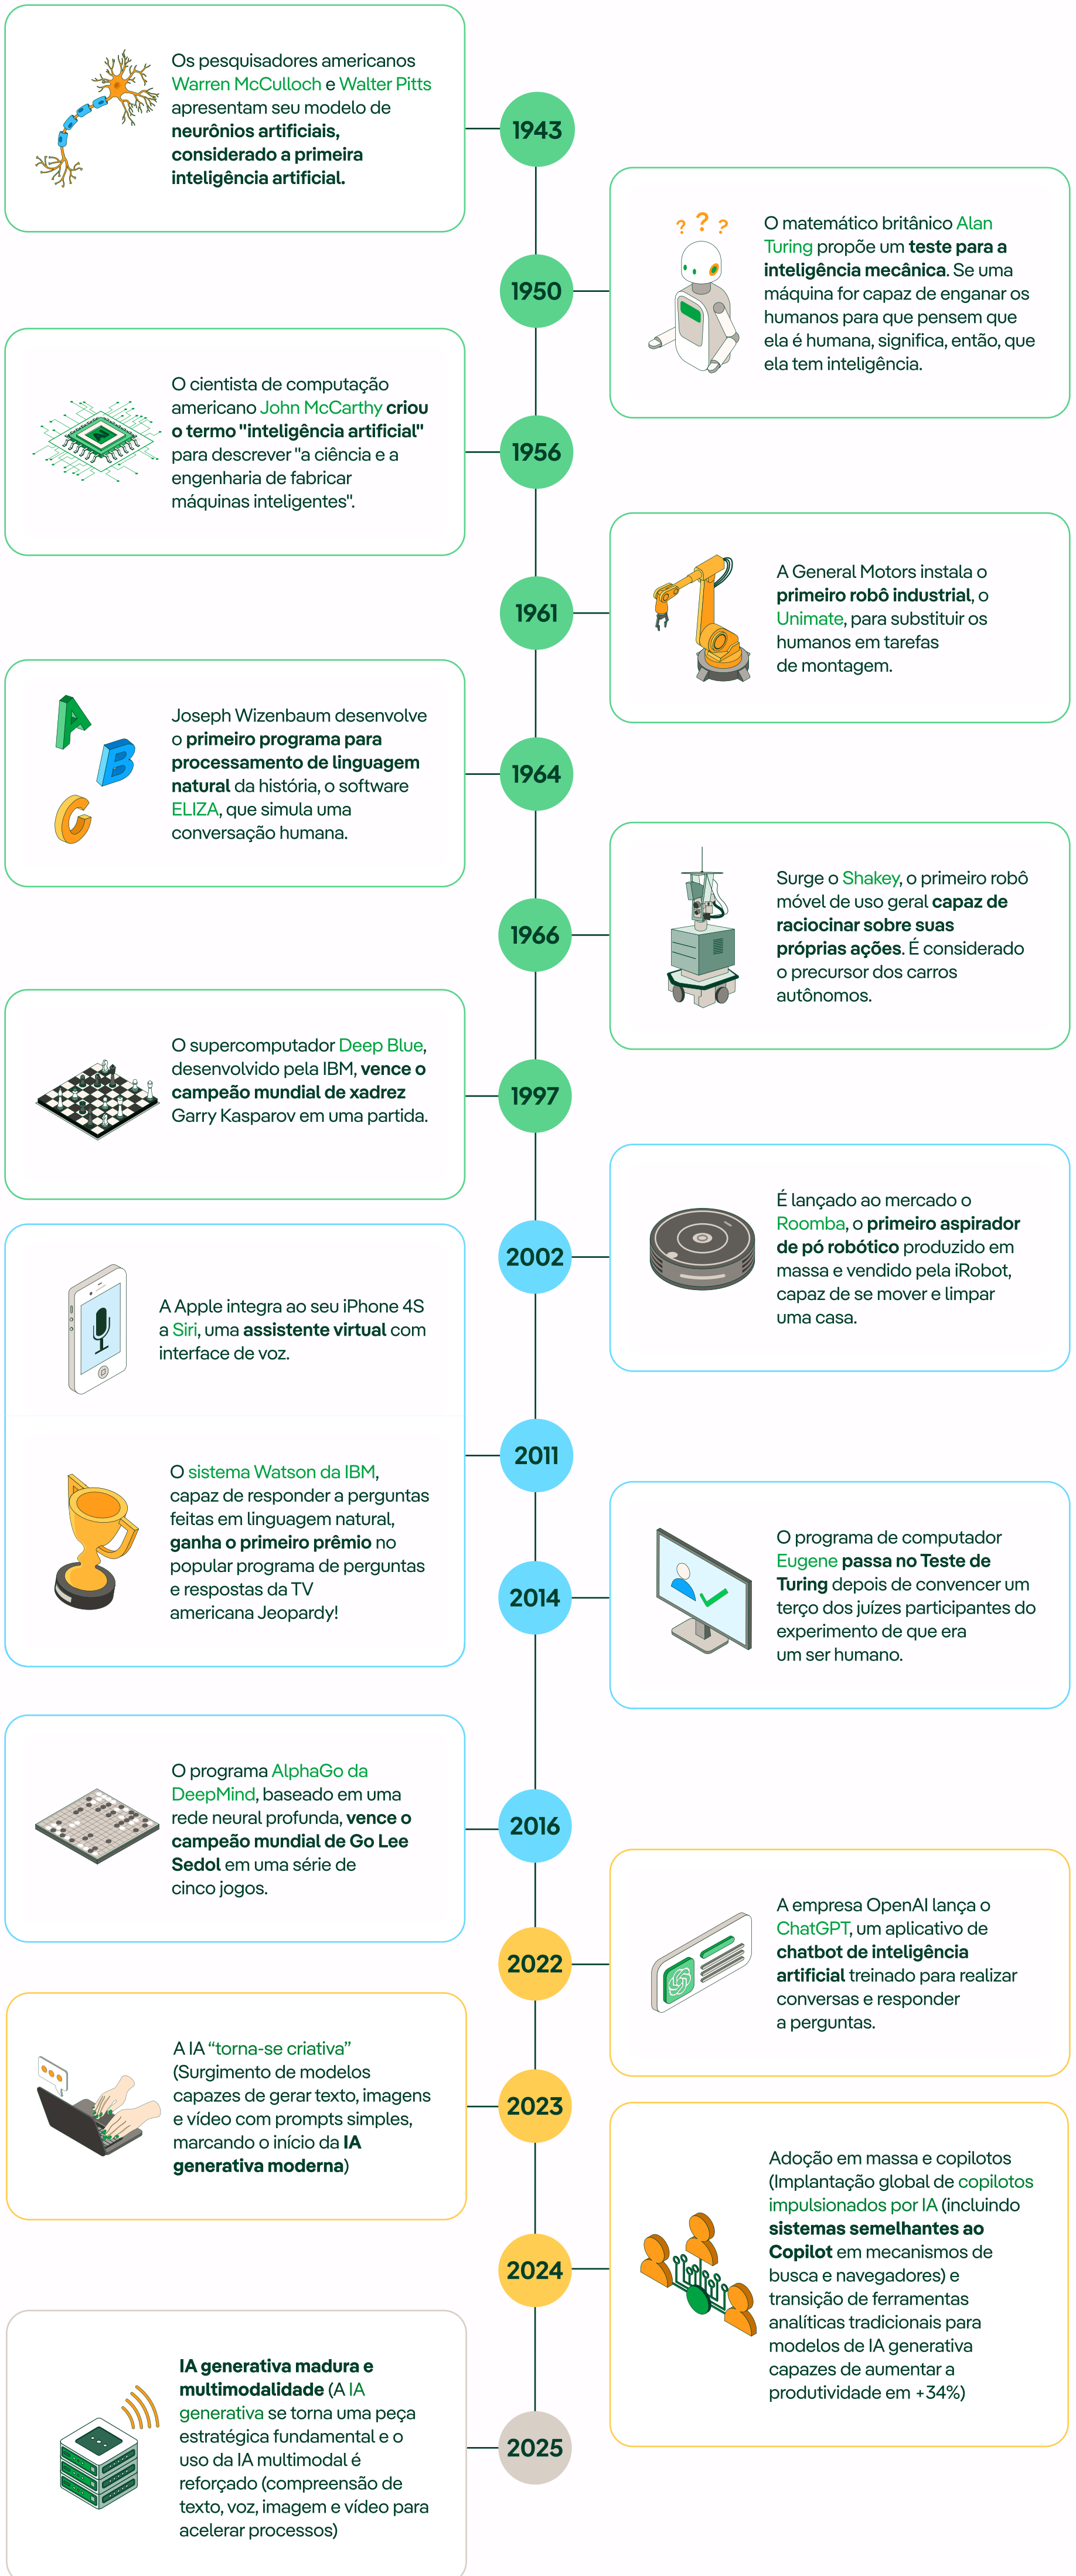 Os pesquisadores americanos
Warren McCulloch e Walter Pitts
apresentam seu modelo de
neurônios artificiais,
considerado a primeira
inteligência artificial.
1943
O matemático britânico Alan
Turing propõe um teste para a
inteligência mecânica. Se uma
máquina for capaz de enganar os
humanos para que pensem que
ela é humana, significa, então, que
ela tem inteligência.
? ? ?
1950
O cientista de computação
americano John McCarthy criou
o termo "inteligência artificial"
para descrever "a ciência e a
engenharia de fabricar
máquinas inteligentes".
AI
1956
A General Motors instala o
primeiro robô industrial, o
Unimate, para substituir os
humanos em tarefas
de montagem.
1961
A
B
C
Joseph Wizenbaum desenvolve
o primeiro programa para
processamento de linguagem
natural da história, o software
ELIZA, que simula uma
conversação humana.
1964
Surge o Shakey, o primeiro robô
móvel de uso geral capaz de
raciocinar sobre suas
próprias ações. É considerado
o precursor dos carros
autônomos.
1966
O supercomputador Deep Blue,
desenvolvido pela IBM, vence o
campeão mundial de xadrez
Garry Kasparov em uma partida.
1997
É lançado ao mercado o
Roomba, o primeiro aspirador
de pó robótico produzido em
massa e vendido pela iRobot,
capaz de se mover e limpar
uma casa.
2002
A Apple integra ao seu iPhone 4S
a Siri, uma assistente virtual com
interface de voz.
2011
O sistema Watson da IBM,
capaz de responder a perguntas
feitas em linguagem natural,
ganha o primeiro prêmio no
popular programa de perguntas
e respostas da TV
americana Jeopardy!
O programa de computador
Eugene passa no Teste de
Turing depois de convencer um
terço dos juízes participantes do
experimento de que era
um ser humano.
2014
O programa AlphaGo da
DeepMind, baseado em uma
rede neural profunda, vence o
campeão mundial de Go Lee
Sedol em uma série de
cinco jogos.
2016
A empresa OpenAI lança o
ChatGPT, um aplicativo de
chatbot de inteligência
artificial treinado para realizar
conversas e responder
a perguntas.
2022
A IA “torna-se criativa”
(Surgimento de modelos
capazes de gerar texto, imagens
e vídeo com prompts simples,
marcando o início da IA
generativa moderna)
2023
Adoção em massa e copilotos
(Implantação global de copilotos
impulsionados por IA (incluindo
sistemas semelhantes ao
Copilot em mecanismos de
busca e navegadores) e
transição de ferramentas
analíticas tradicionais para
modelos de IA generativa
capazes de aumentar a
produtividade em +34%)
2024
IA generativa madura e
multimodalidade (A IA
generativa se torna uma peça
estratégica fundamental e o
uso da IA multimodal é
reforçado (compreensão de
texto, voz, imagem e vídeo para
acelerar processos)
2025